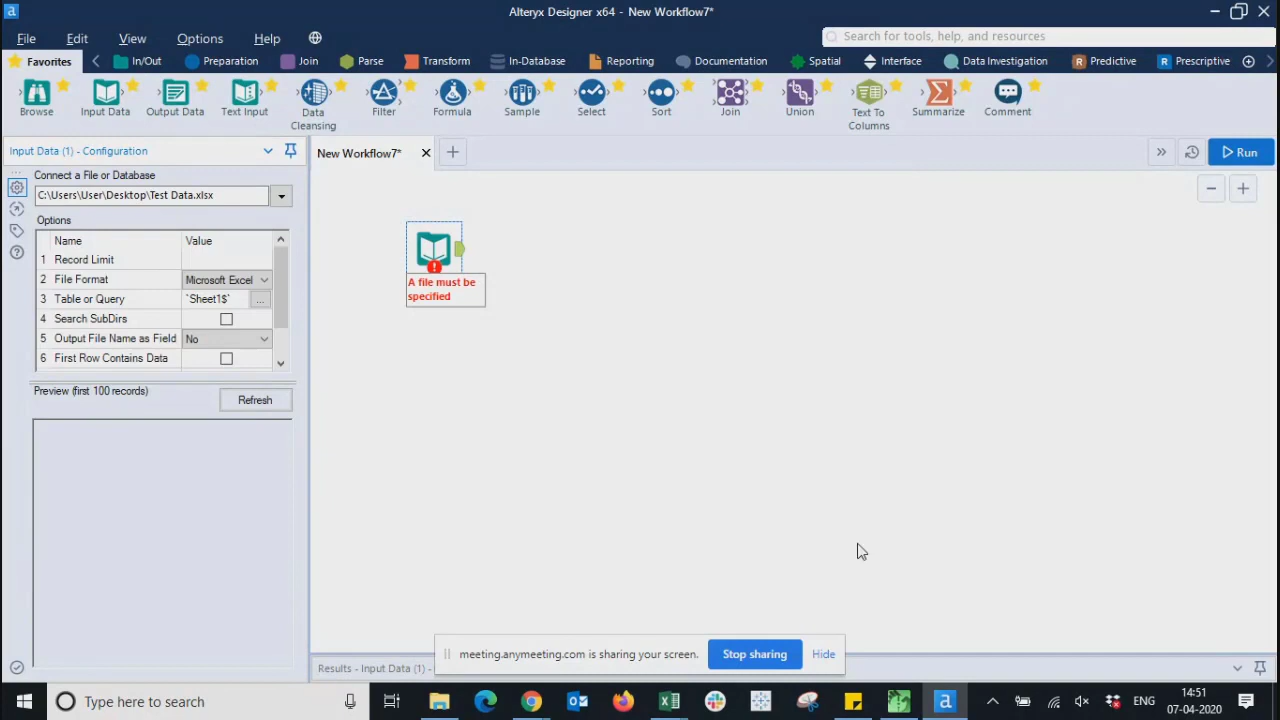 Alteryx Designer x64 - New Workflow7*
File Edit View Options Help
Search for tools, help, and resources
Favorites In/Out Preparation Join Parse Transform In-Database Reporting Documentation Spatial Interface Data Investigation Predictive Prescriptive
Browse Input Data Output Data Text Input Data Cleansing Filter Formula Sample Select Sort Join Union Text To Columns Summarize Comment
Input Data (1) - Configuration
New Workflow7*
Run
Connect a File or Database
C:\Users\User\Desktop\Test Data.xlsx
Options
Name Value
1 Record Limit
2 File Format Microsoft Excel
3 Table or Query `Sheet1$` ...
4 Search SubDirs
5 Output File Name as Field No
6 First Row Contains Data
Preview (first 100 records)
Refresh
A file must be
specified
meeting.anymeeting.com is sharing your screen. Stop sharing Hide
Results - Input Data (1) -
Type here to search
ENG
14:51
07-04-2020